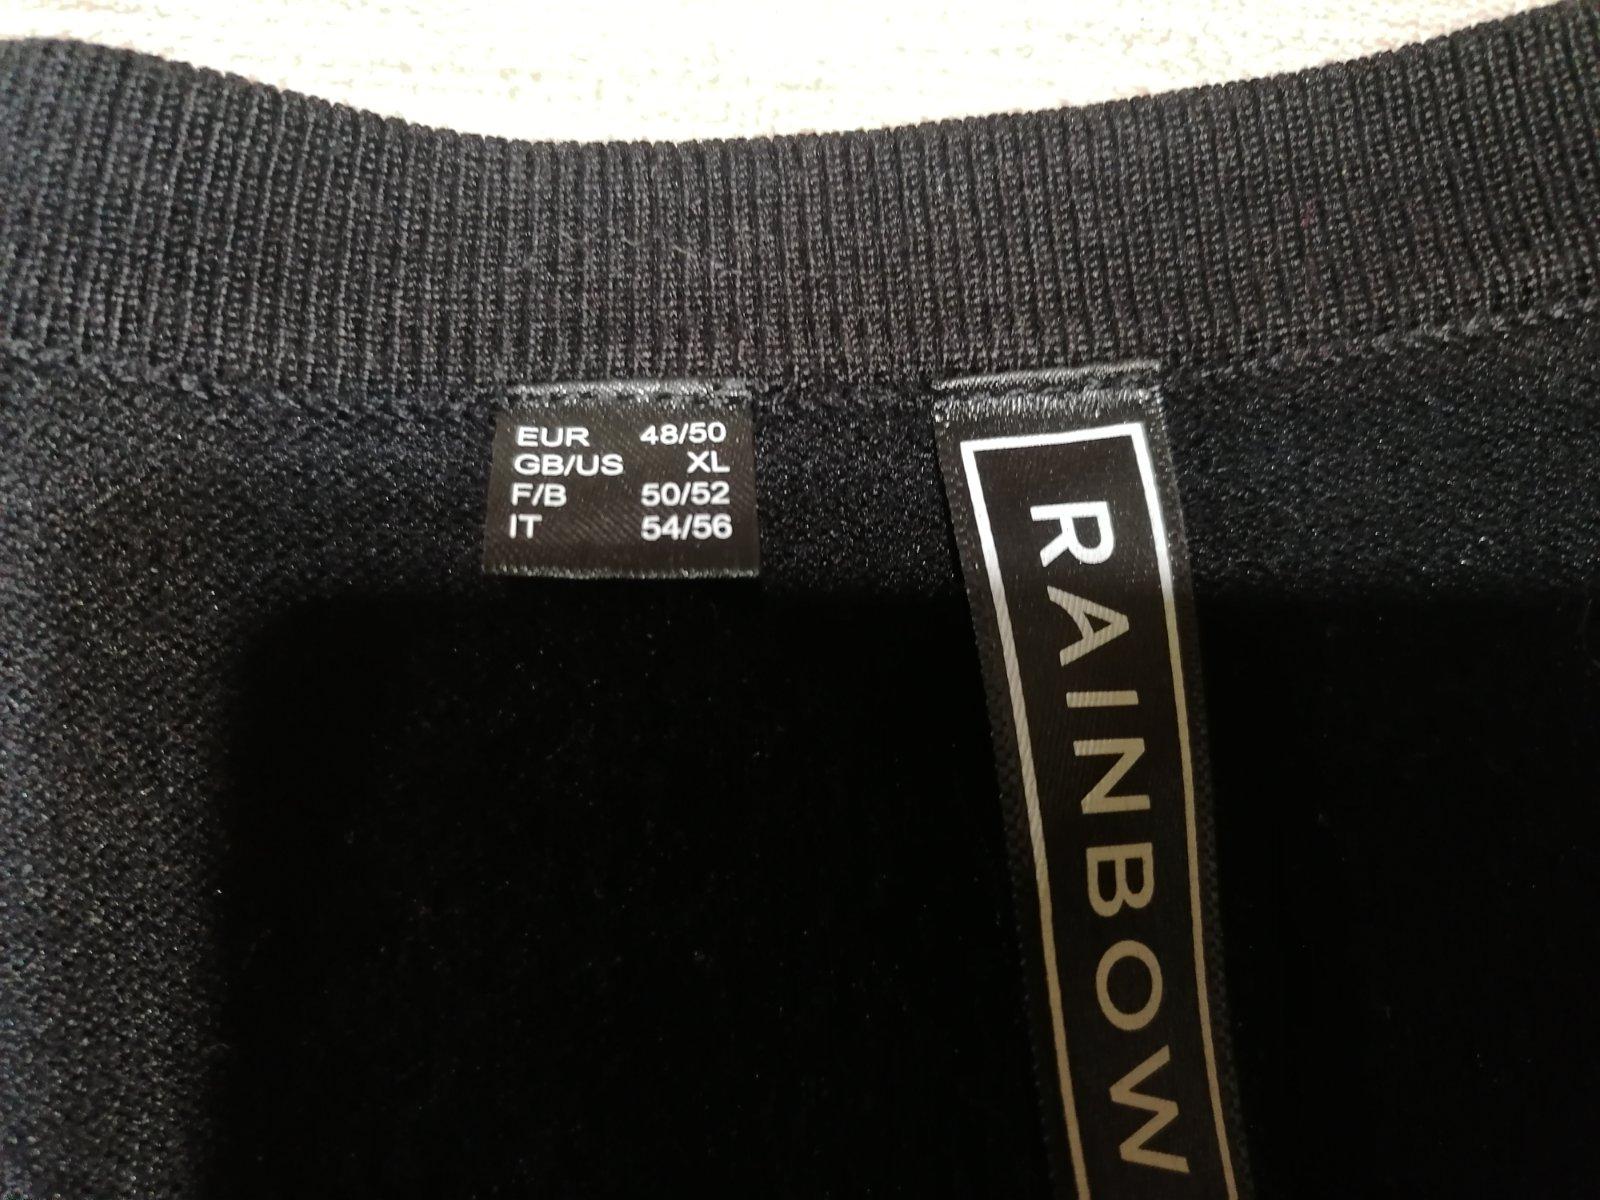 EUR 48/50
GB/US XL
F/B 50/52
IT 54/56
RAINBOW